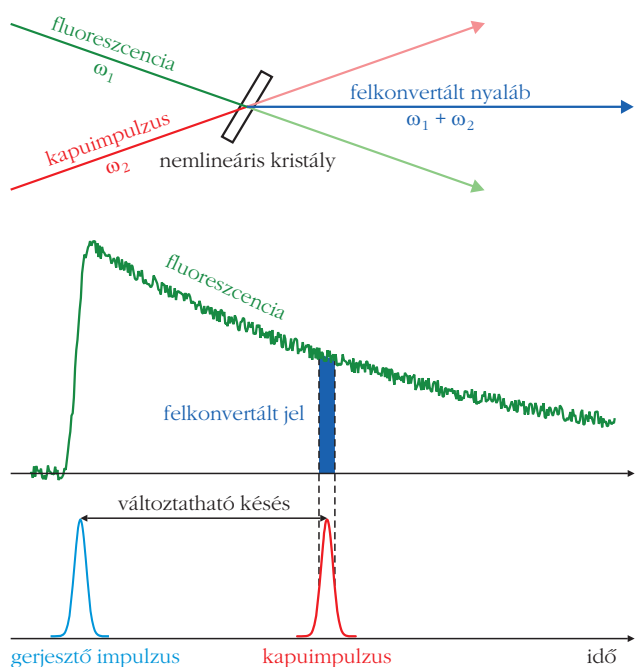 fluoreszcencia
ω₁
felkonvertált nyaláb
ω₁ + ω₂
kapuimpulzus
ω₂
nemlineáris kristály
fluoreszcencia
felkonvertált jel
változtatható késés
gerjesztő impulzus kapuimpulzus idő